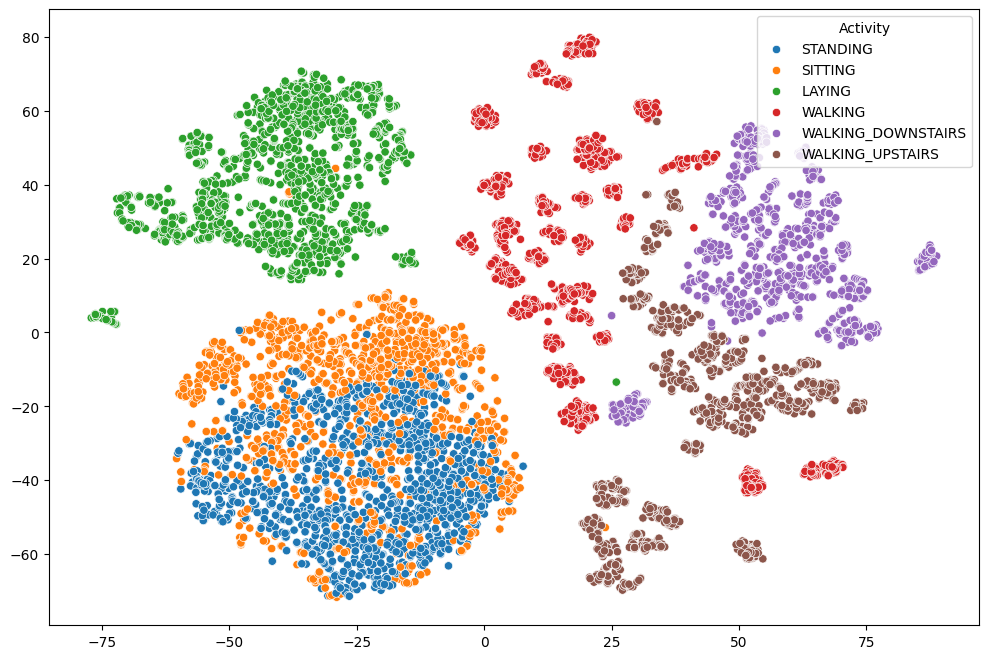 Activity
STANDING
SITTING
LAYING
WALKING
WALKING_DOWNSTAIRS
WALKING_UPSTAIRS
80
60
40
20
0
−20
−40
−60
−75 −50 −25 0 25 50 75